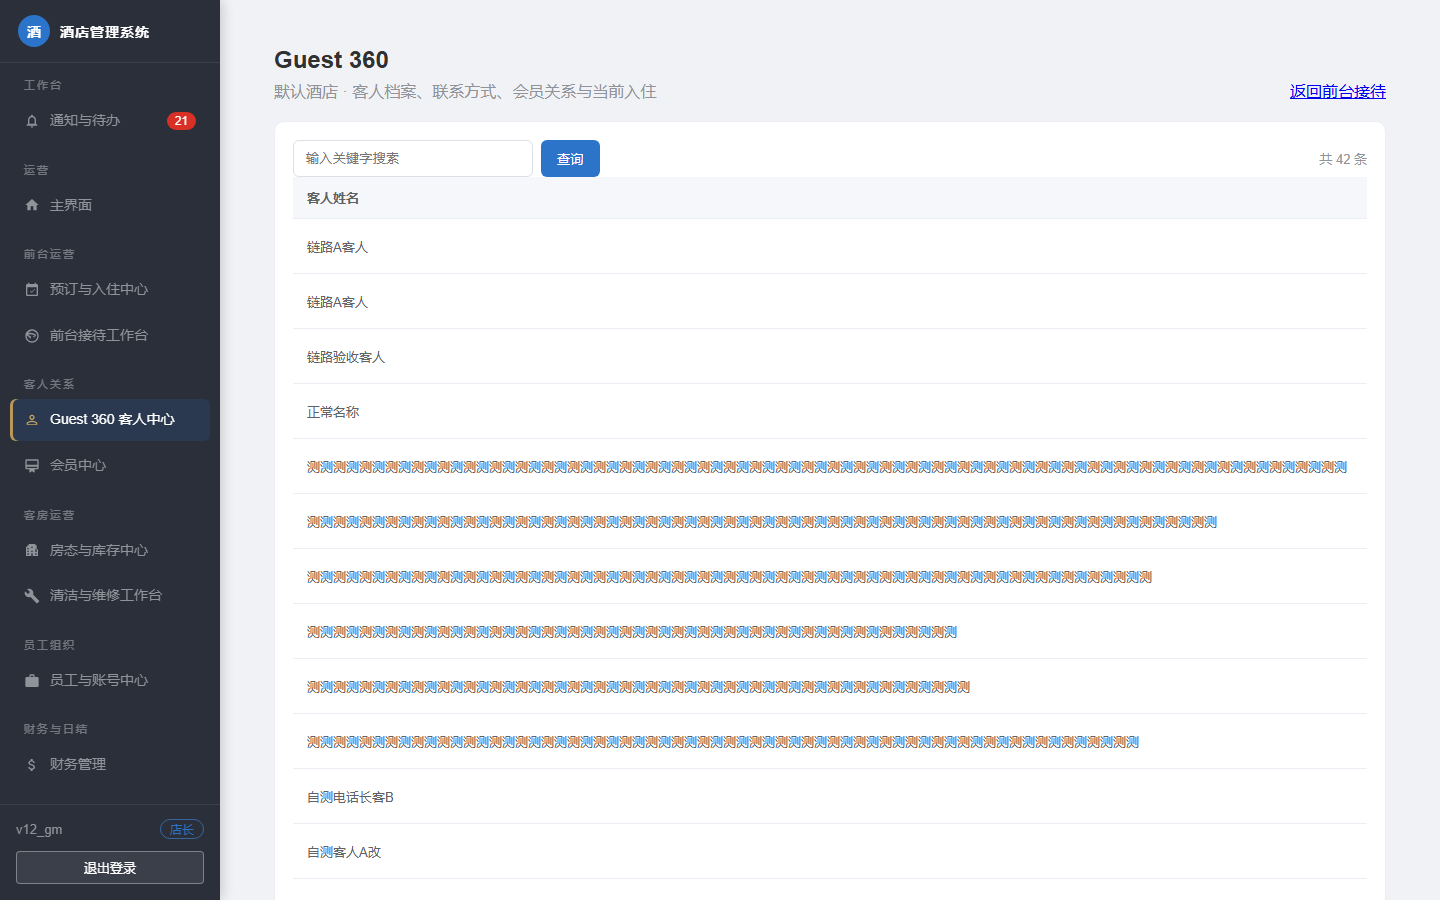 酒 酒店管理系统
工作台
通知与待办 21
运营
主界面
前台运营
预订与入住中心
前台接待工作台
客人关系
Guest 360 客人中心
会员中心
客房运营
房态与库存中心
清洁与维修工作台
员工组织
员工与账号中心
财务与日结
财务管理
v12_gm 店长
退出登录
Guest 360
默认酒店 · 客人档案、联系方式、会员关系与当前入住
返回前台接待
输入关键字搜索 查询 共 42 条
客人姓名
链路A客人
链路A客人
链路验收客人
正常名称
测测测测测测测测测测测测测测测测测测测测测测测测测测测测测测测测测测测测测测测测测测测测测测测测测测测测测测测测测测测测测测测测测测测测测测测测测测测测测测测测
测测测测测测测测测测测测测测测测测测测测测测测测测测测测测测测测测测测测测测测测测测测测测测测测测测测测测测测测测测测测测测测测测测测测测测
测测测测测测测测测测测测测测测测测测测测测测测测测测测测测测测测测测测测测测测测测测测测测测测测测测测测测测测测测测测测测测测测测
测测测测测测测测测测测测测测测测测测测测测测测测测测测测测测测测测测测测测测测测测测测测测测测测测测
测测测测测测测测测测测测测测测测测测测测测测测测测测测测测测测测测测测测测测测测测测测测测测测测测测测
测测测测测测测测测测测测测测测测测测测测测测测测测测测测测测测测测测测测测测测测测测测测测测测测测测测测测测测测测测测测测测测测
自测电话长客B
自测客人A改